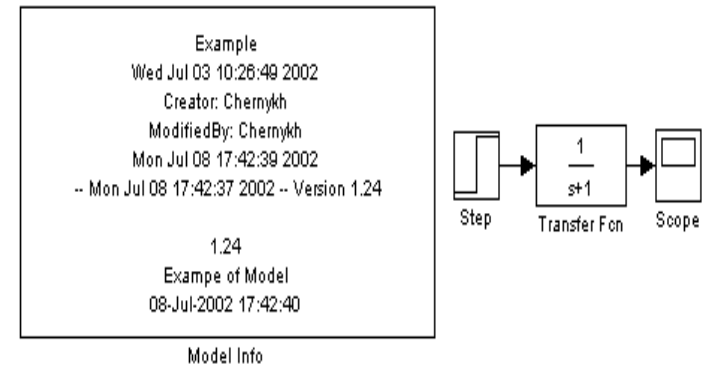 Example
Wed Jul 03 10:26:49 2002
Creator: Chernykh
ModifiedBy: Chernykh
Mon Jul 08 17:42:39 2002
-- Mon Jul 08 17:42:37 2002 -- Version 1.24
1.24
Exampe of Model
08-Jul-2002 17:42:40
Model Info
Step
1
s+1
Transfer Fcn
Scope